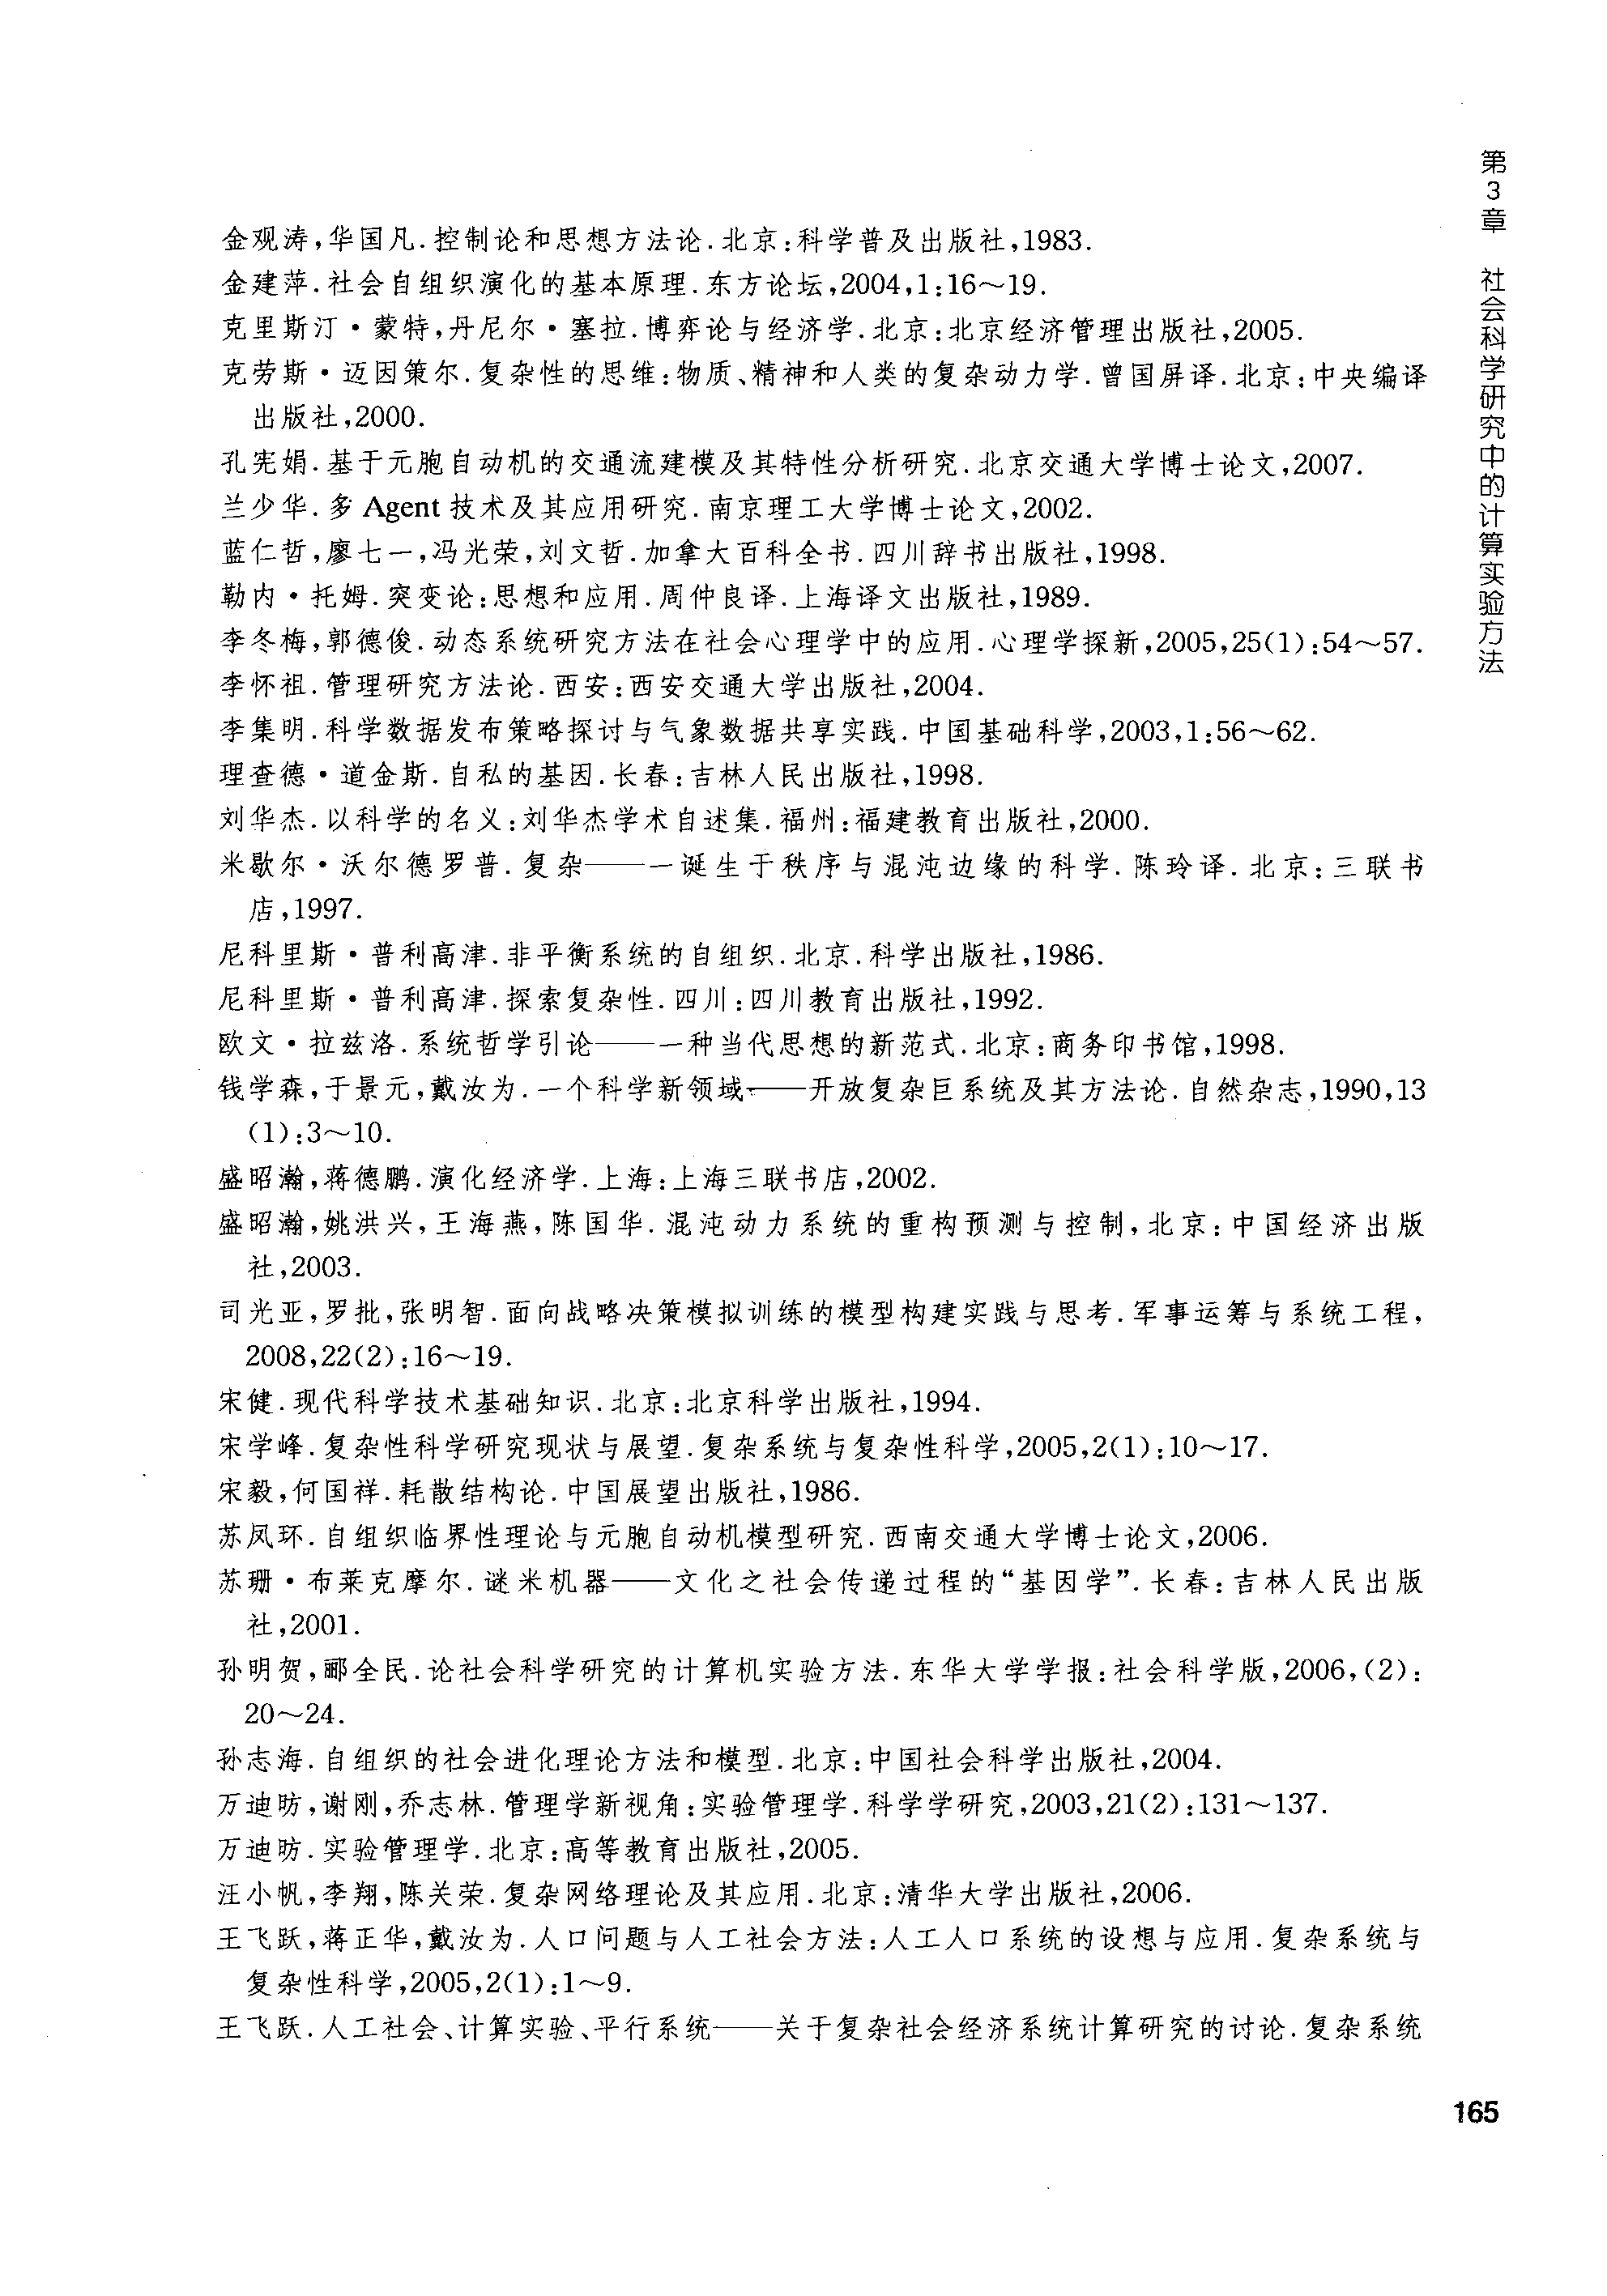 第3章 社会科学研究中的计算实验方法
金观涛,华国凡.控制论和思想方法论.北京:科学普及出版社,1983.
金建萍.社会自组织演化的基本原理.东方论坛,2004,1:16～19.
克里斯汀·蒙特,丹尼尔·塞拉.博弈论与经济学.北京:北京经济管理出版社,2005.
克劳斯·迈因策尔.复杂性的思维:物质、精神和人类的复杂动力学.曾国屏译.北京:中央编译
出版社,2000.
孔宪娟.基于元胞自动机的交通流建模及其特性分析研究.北京交通大学博士论文,2007.
兰少华.多 Agent 技术及其应用研究.南京理工大学博士论文,2002.
蓝仁哲,廖七一,冯光荣,刘文哲.加拿大百科全书.四川辞书出版社,1998.
勒内·托姆.突变论:思想和应用.周仲良译.上海译文出版社,1989.
李冬梅,郭德俊.动态系统研究方法在社会心理学中的应用.心理学探新,2005,25(1):54～57.
李怀祖.管理研究方法论.西安:西安交通大学出版社,2004.
李集明.科学数据发布策略探讨与气象数据共享实践.中国基础科学,2003,1:56～62.
理查德·道金斯.自私的基因.长春:吉林人民出版社,1998.
刘华杰.以科学的名义:刘华杰学术自述集.福州:福建教育出版社,2000.
米歇尔·沃尔德罗普.复杂——一诞生于秩序与混沌边缘的科学.陈玲译.北京:三联书
店,1997.
尼科里斯·普利高津.非平衡系统的自组织.北京.科学出版社,1986.
尼科里斯·普利高津.探索复杂性.四川:四川教育出版社,1992.
欧文·拉兹洛.系统哲学引论——一种当代思想的新范式.北京:商务印书馆,1998.
钱学森,于景元,戴汝为.一个科学新领域——开放复杂巨系统及其方法论.自然杂志,1990,13
(1):3～10.
盛昭瀚,蒋德鹏.演化经济学.上海:上海三联书店,2002.
盛昭瀚,姚洪兴,王海燕,陈国华.混沌动力系统的重构预测与控制,北京:中国经济出版
社,2003.
司光亚,罗批,张明智.面向战略决策模拟训练的模型构建实践与思考.军事运筹与系统工程,
2008,22(2):16～19.
宋健.现代科学技术基础知识.北京:北京科学出版社,1994.
宋学峰.复杂性科学研究现状与展望.复杂系统与复杂性科学,2005,2(1):10～17.
宋毅,何国祥.耗散结构论.中国展望出版社,1986.
苏凤环.自组织临界性理论与元胞自动机模型研究.西南交通大学博士论文,2006.
苏珊·布莱克摩尔.谜米机器——文化之社会传递过程的“基因学”.长春:吉林人民出版
社,2001.
孙明贺,郦全民.论社会科学研究的计算机实验方法.东华大学学报:社会科学版,2006,(2):
20～24.
孙志海.自组织的社会进化理论方法和模型.北京:中国社会科学出版社,2004.
万迪昉,谢刚,乔志林.管理学新视角:实验管理学.科学学研究,2003,21(2):131～137.
万迪昉.实验管理学.北京:高等教育出版社,2005.
汪小帆,李翔,陈关荣.复杂网络理论及其应用.北京:清华大学出版社,2006.
王飞跃,蒋正华,戴汝为.人口问题与人工社会方法:人工人口系统的设想与应用.复杂系统与
复杂性科学,2005,2(1):1～9.
王飞跃.人工社会、计算实验、平行系统——关于复杂社会经济系统计算研究的讨论.复杂系统
165